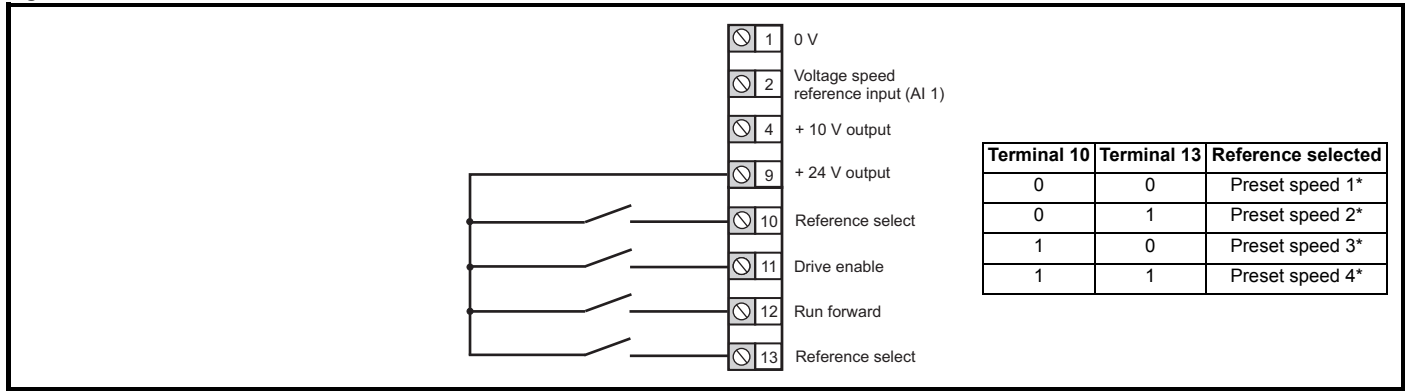 1 0 V
2 Voltage speed
reference input (AI 1)
4 + 10 V output
9 + 24 V output
10 Reference select
11 Drive enable
12 Run forward
13 Reference select
Terminal 10 Terminal 13 Reference selected
0 0 Preset speed 1*
0 1 Preset speed 2*
1 0 Preset speed 3*
1 1 Preset speed 4*